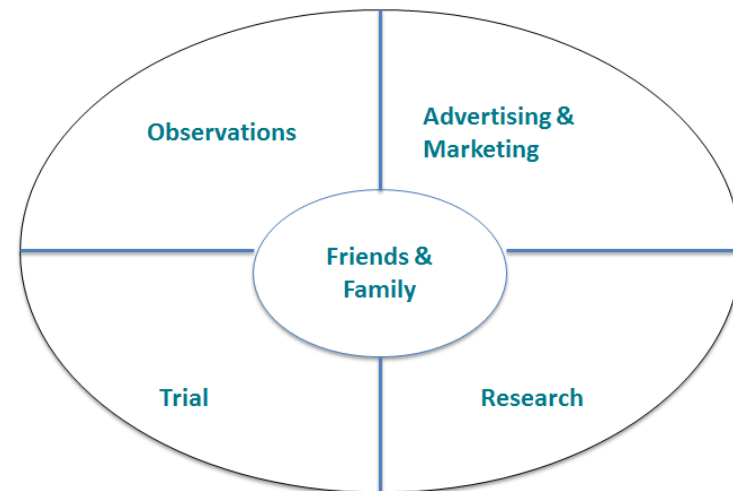 Observations
Advertising &
Marketing
Friends &
Family
Trial
Research